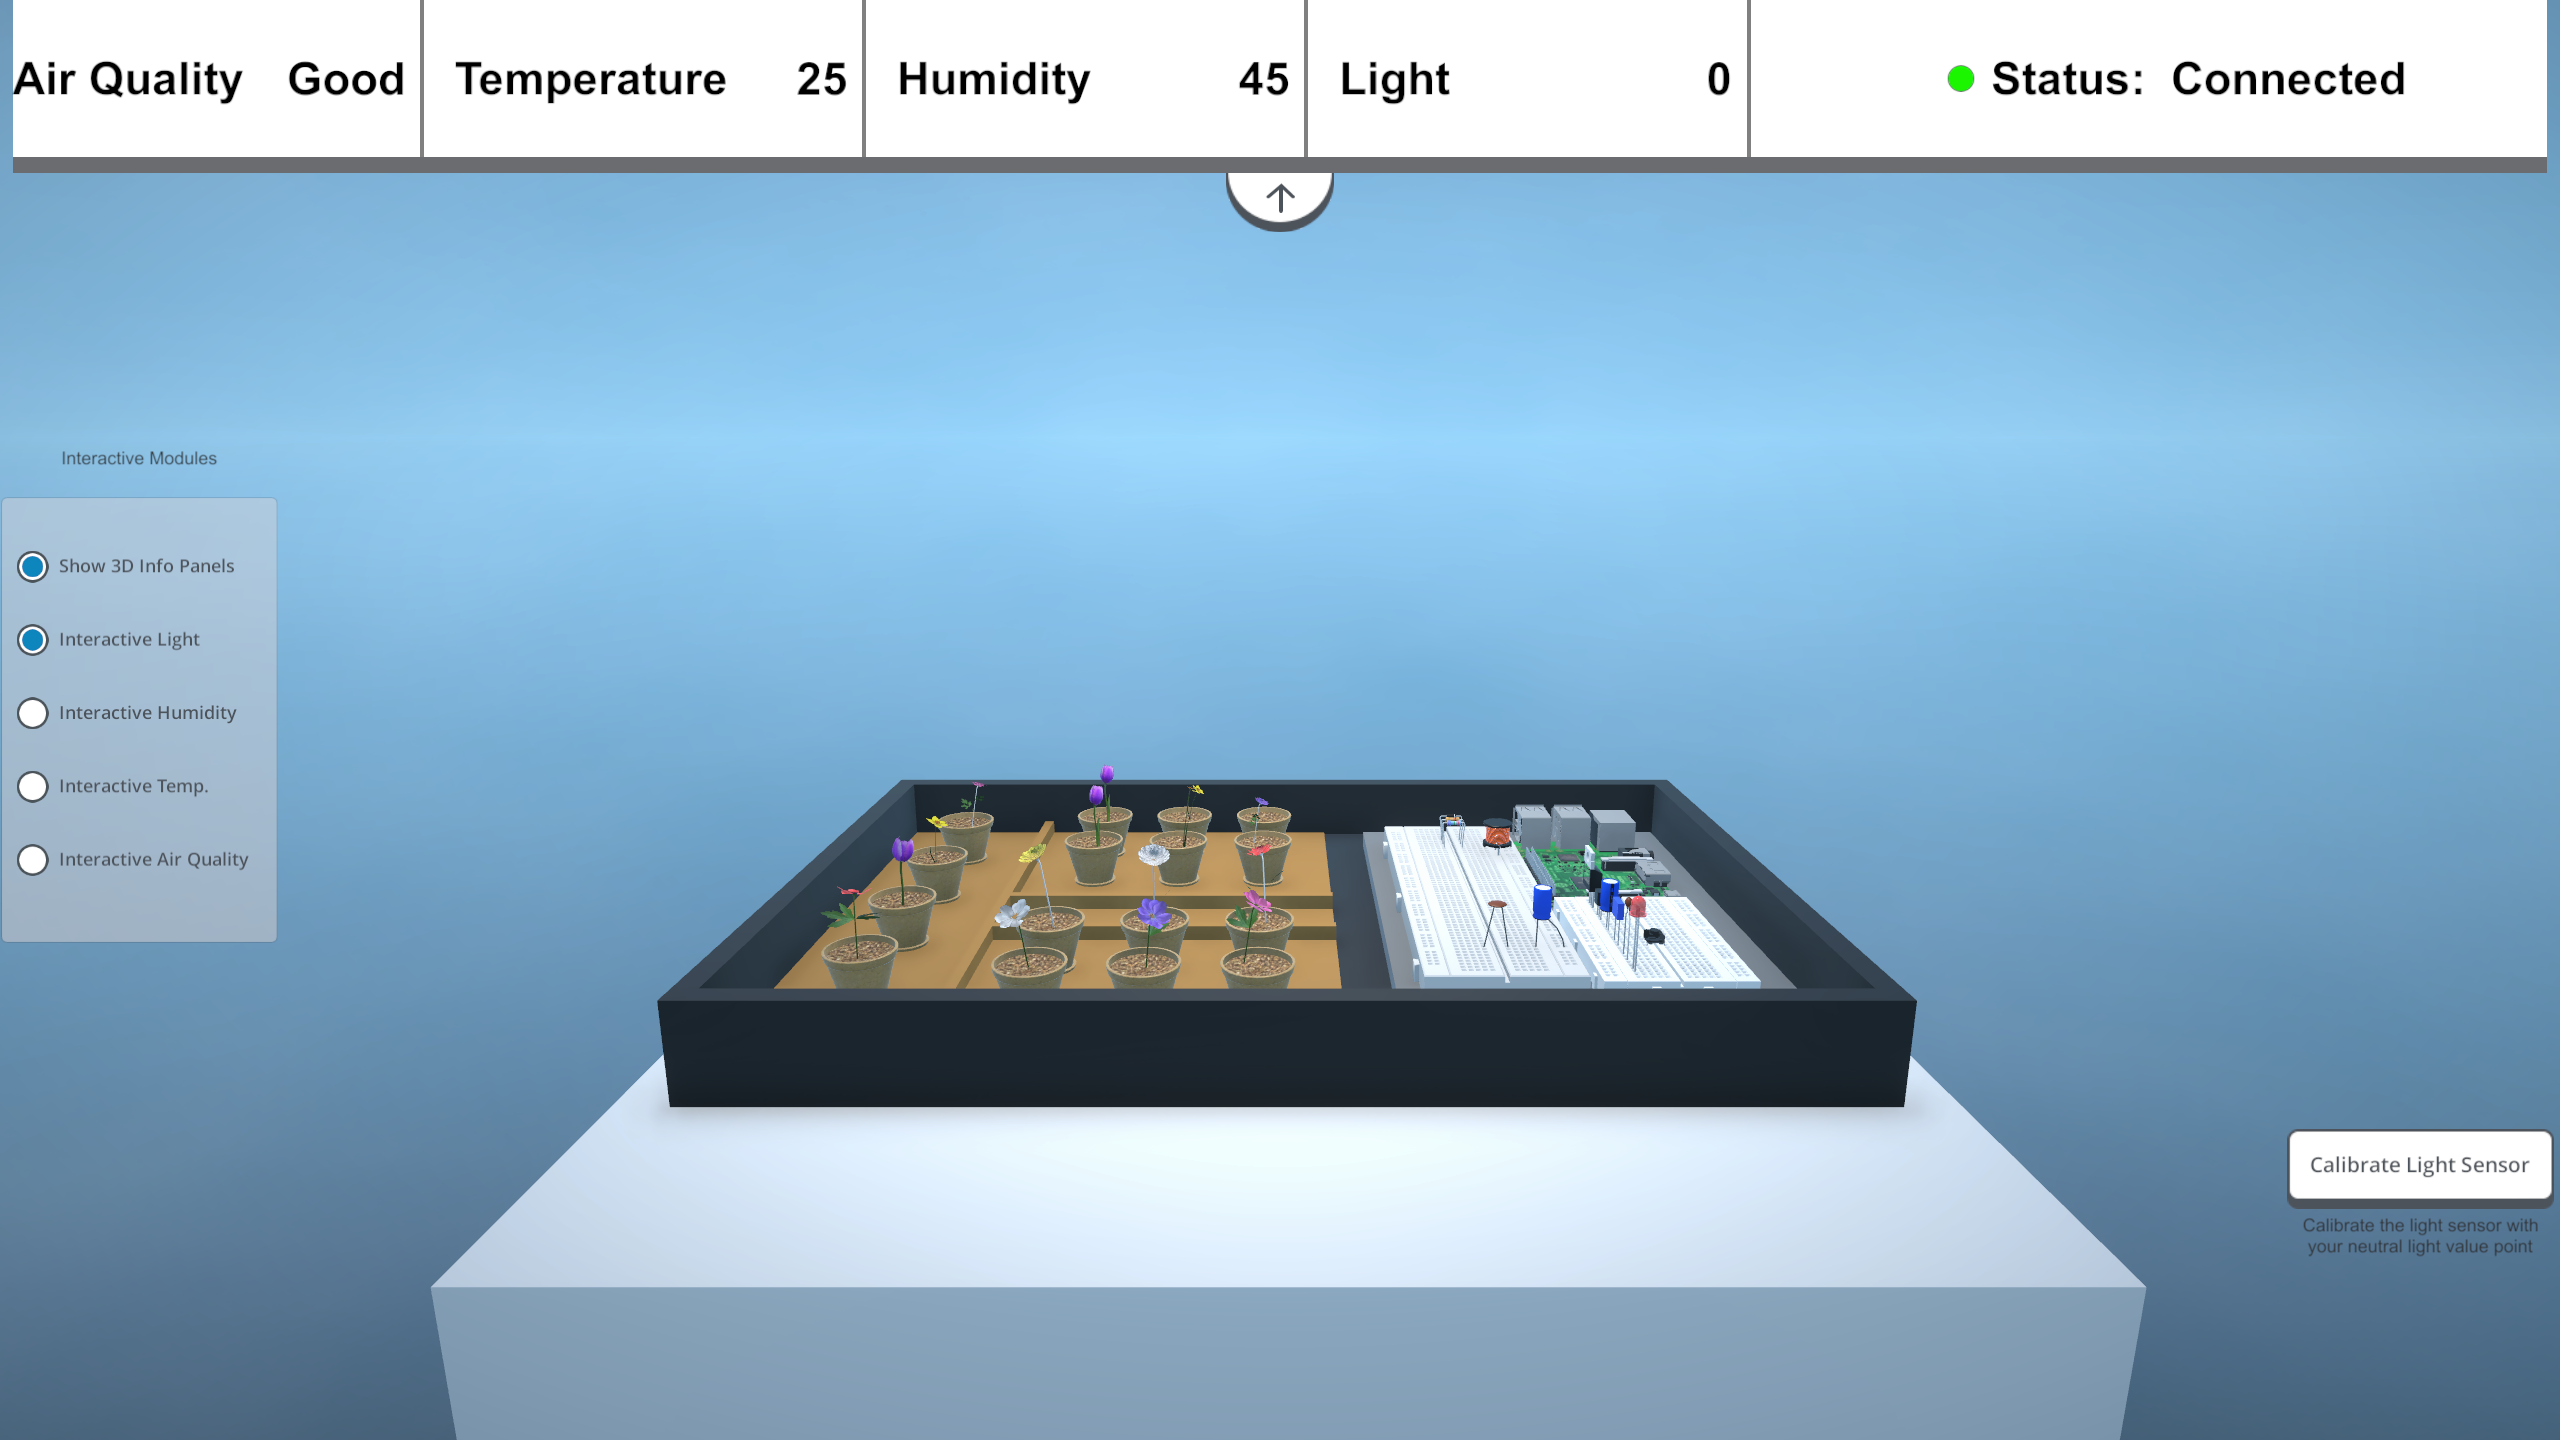 Air Quality Good Temperature 25 Humidity 45 Light 0 Status: Connected
Interactive Modules
Show 3D Info Panels
Interactive Light
Interactive Humidity
Interactive Temp.
Interactive Air Quality
Calibrate Light Sensor
Calibrate the light sensor with
your neutral light value point